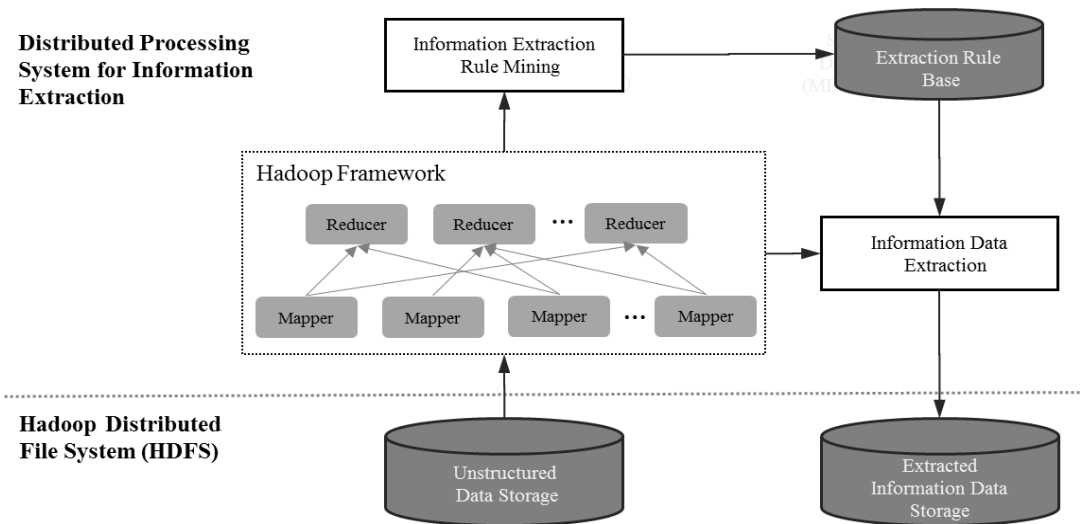 Distributed Processing
System for Information
Extraction
Information Extraction
Rule Mining
Extraction Rule
Base
Hadoop Framework
Reducer
Reducer
•••
Reducer
Mapper
Mapper
Mapper
•••
Mapper
Information Data
Extraction
Hadoop Distributed
File System (HDFS)
Unstructured
Data Storage
Extracted
Information Data
Storage